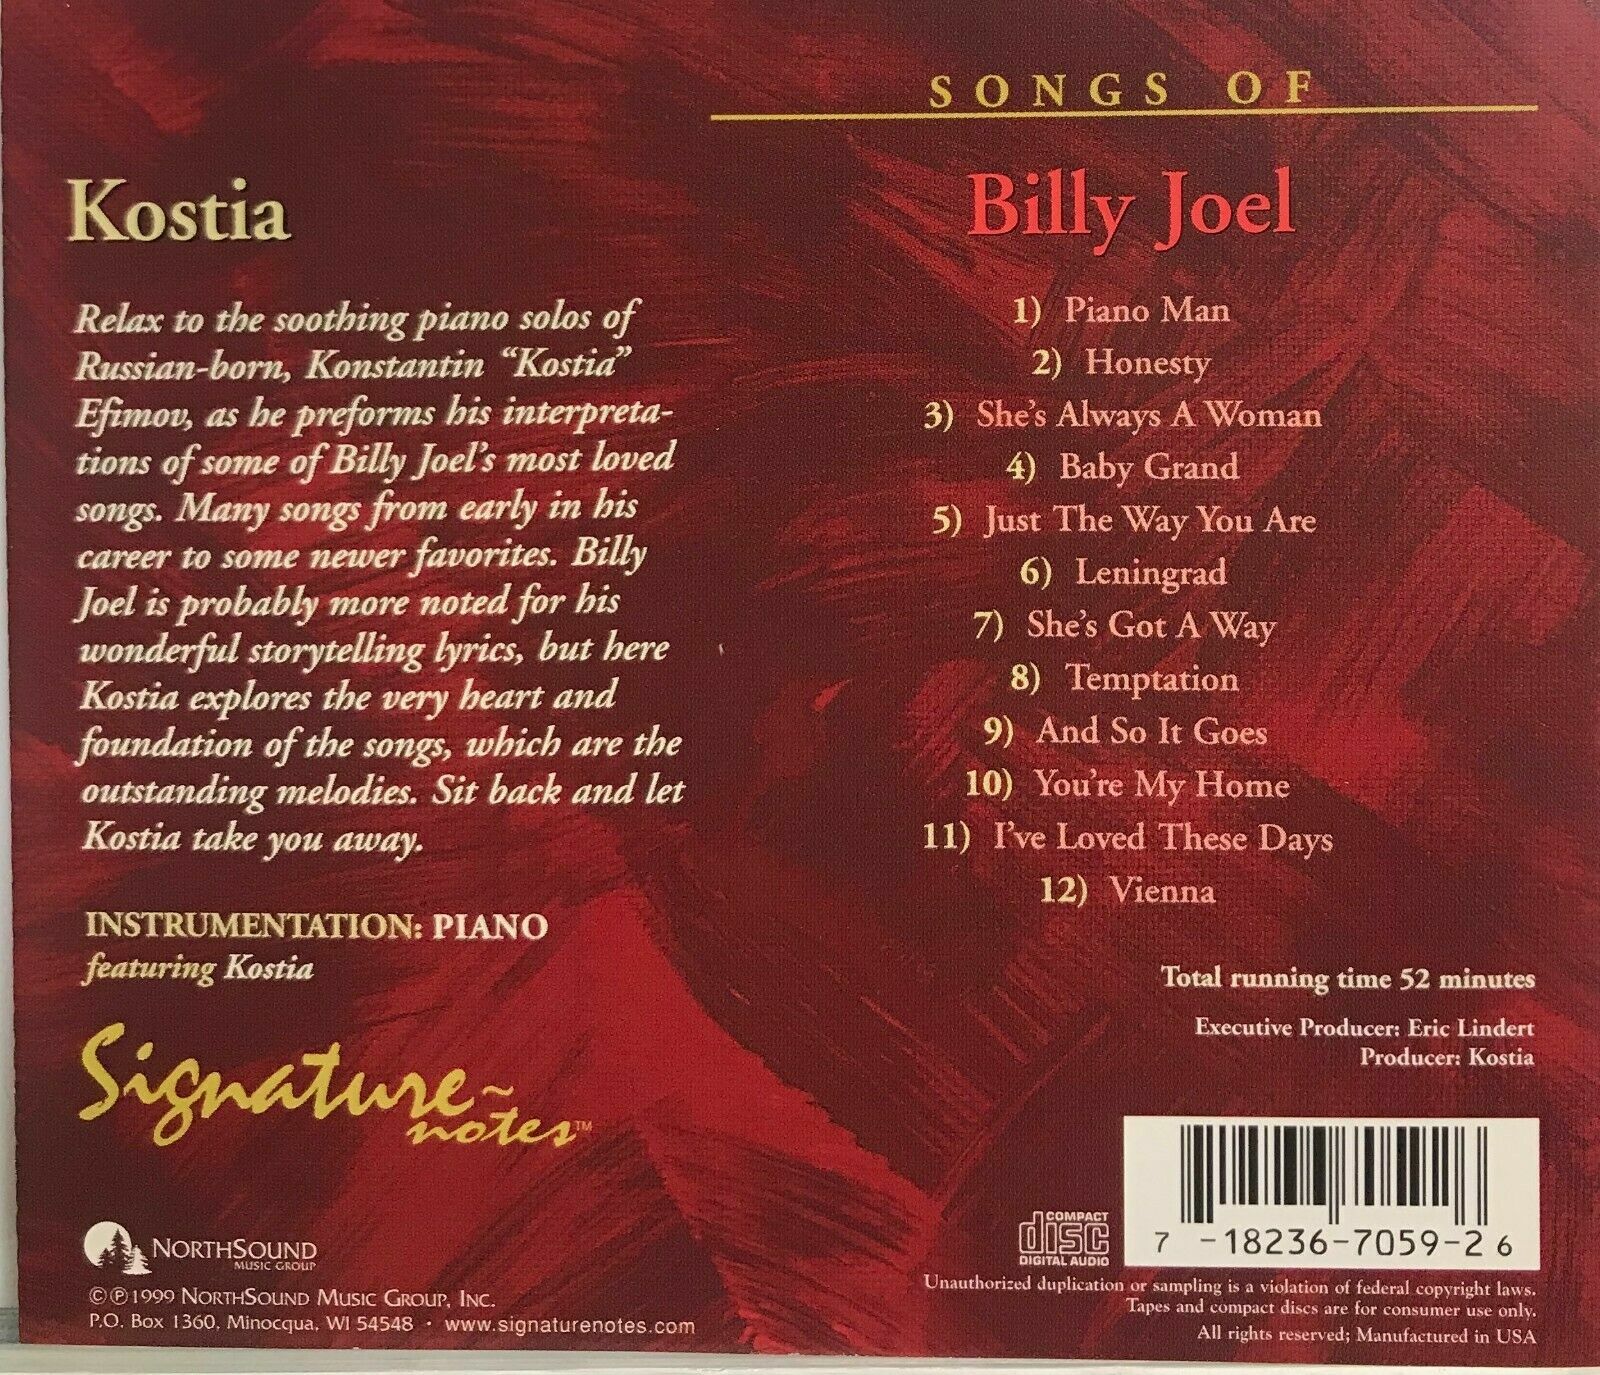 SONGS OF
Kostia
Billy Joel
Relax to the soothing piano solos of
Russian-born, Konstantin “Kostia”
Efimov, as he preforms his interpreta-
tions of some of Billy Joel's most loved
songs. Many songs from early in his
career to some newer favorites. Billy
Joel is probably more noted for his
wonderful storytelling lyrics, but here
Kostia explores the very heart and
foundation of the songs, which are the
outstanding melodies. Sit back and let
Kostia take you away.
INSTRUMENTATION: PIANO
featuring Kostia
Signature~
notes™
NORTHSOUND
MUSIC GROUP
©℗1999 NORTHSOUND MUSIC GROUP, INC.
P.O. Box 1360, Minocqua, WI 54548 · www.signaturenotes.com
1) Piano Man
2) Honesty
3) She's Always A Woman
4) Baby Grand
5) Just The Way You Are
6) Leningrad
7) She's Got A Way
8) Temptation
9) And So It Goes
10) You're My Home
11) I've Loved These Days
12) Vienna
Total running time 52 minutes
Executive Producer: Eric Lindert
Producer: Kostia
COMPACT
disc
DIGITAL AUDIO
7 -18236-7059-2 6
Unauthorized duplication or sampling is a violation of federal copyright laws.
Tapes and compact discs are for consumer use only.
All rights reserved; Manufactured in USA